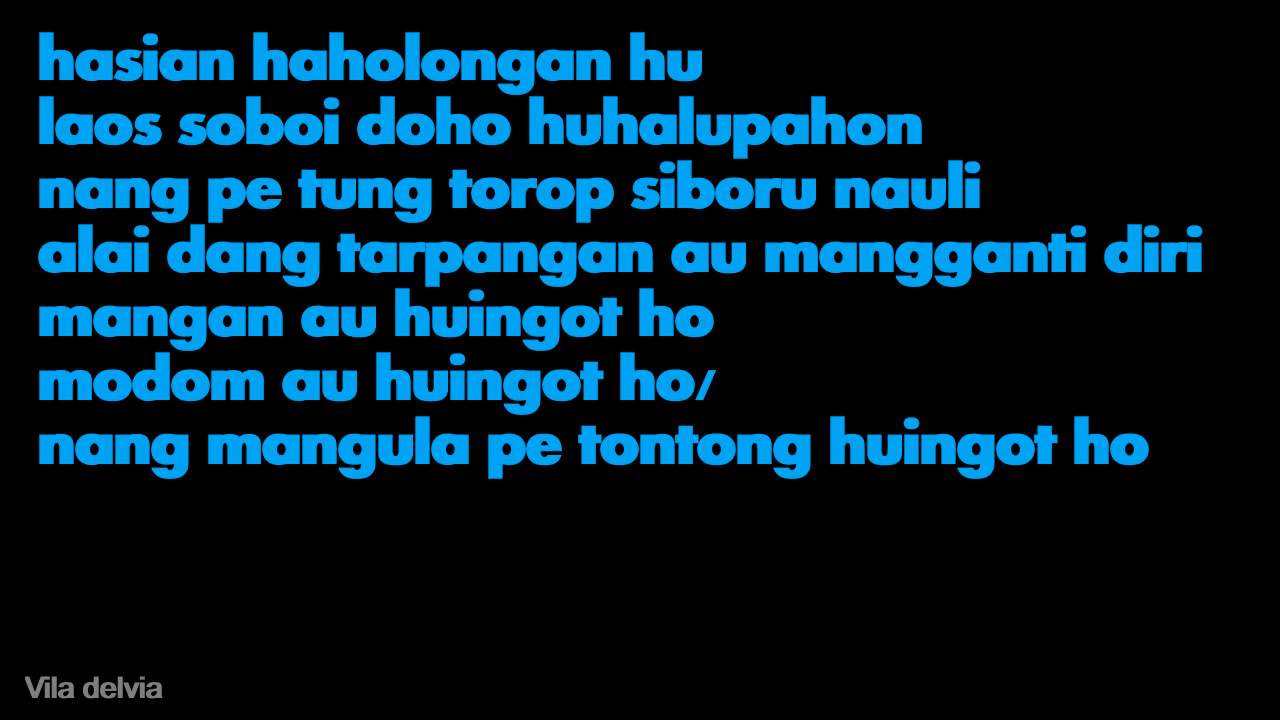 hasian haholongan hu
laos soboi doho huhalupahon
nang pe tung torop siboru nauli
alai dang tarpangan au mangganti diri
mangan au huingot ho
modom au huingot ho/
nang mangula pe tontong huingot ho
Vila delvia